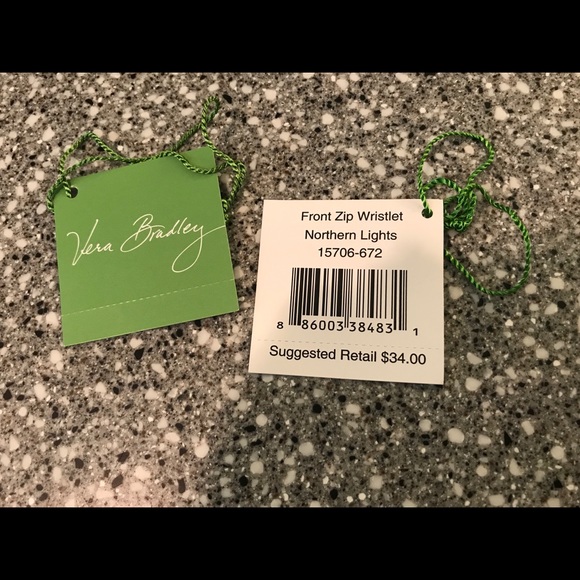 Vera Bradley
Front Zip Wristlet
Northern Lights
15706-672
8 86003 38483 1
Suggested Retail $34.00